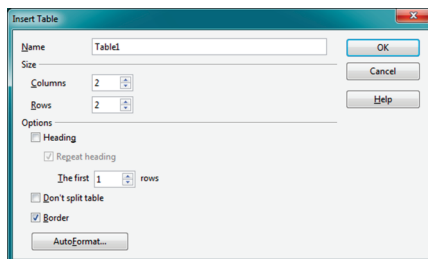 Insert Table
Name Table1 OK
Size Cancel
Columns 2
Rows 2 Help
Options
Heading
Repeat heading
The first 1 rows
Don't split table
Border
AutoFormat...